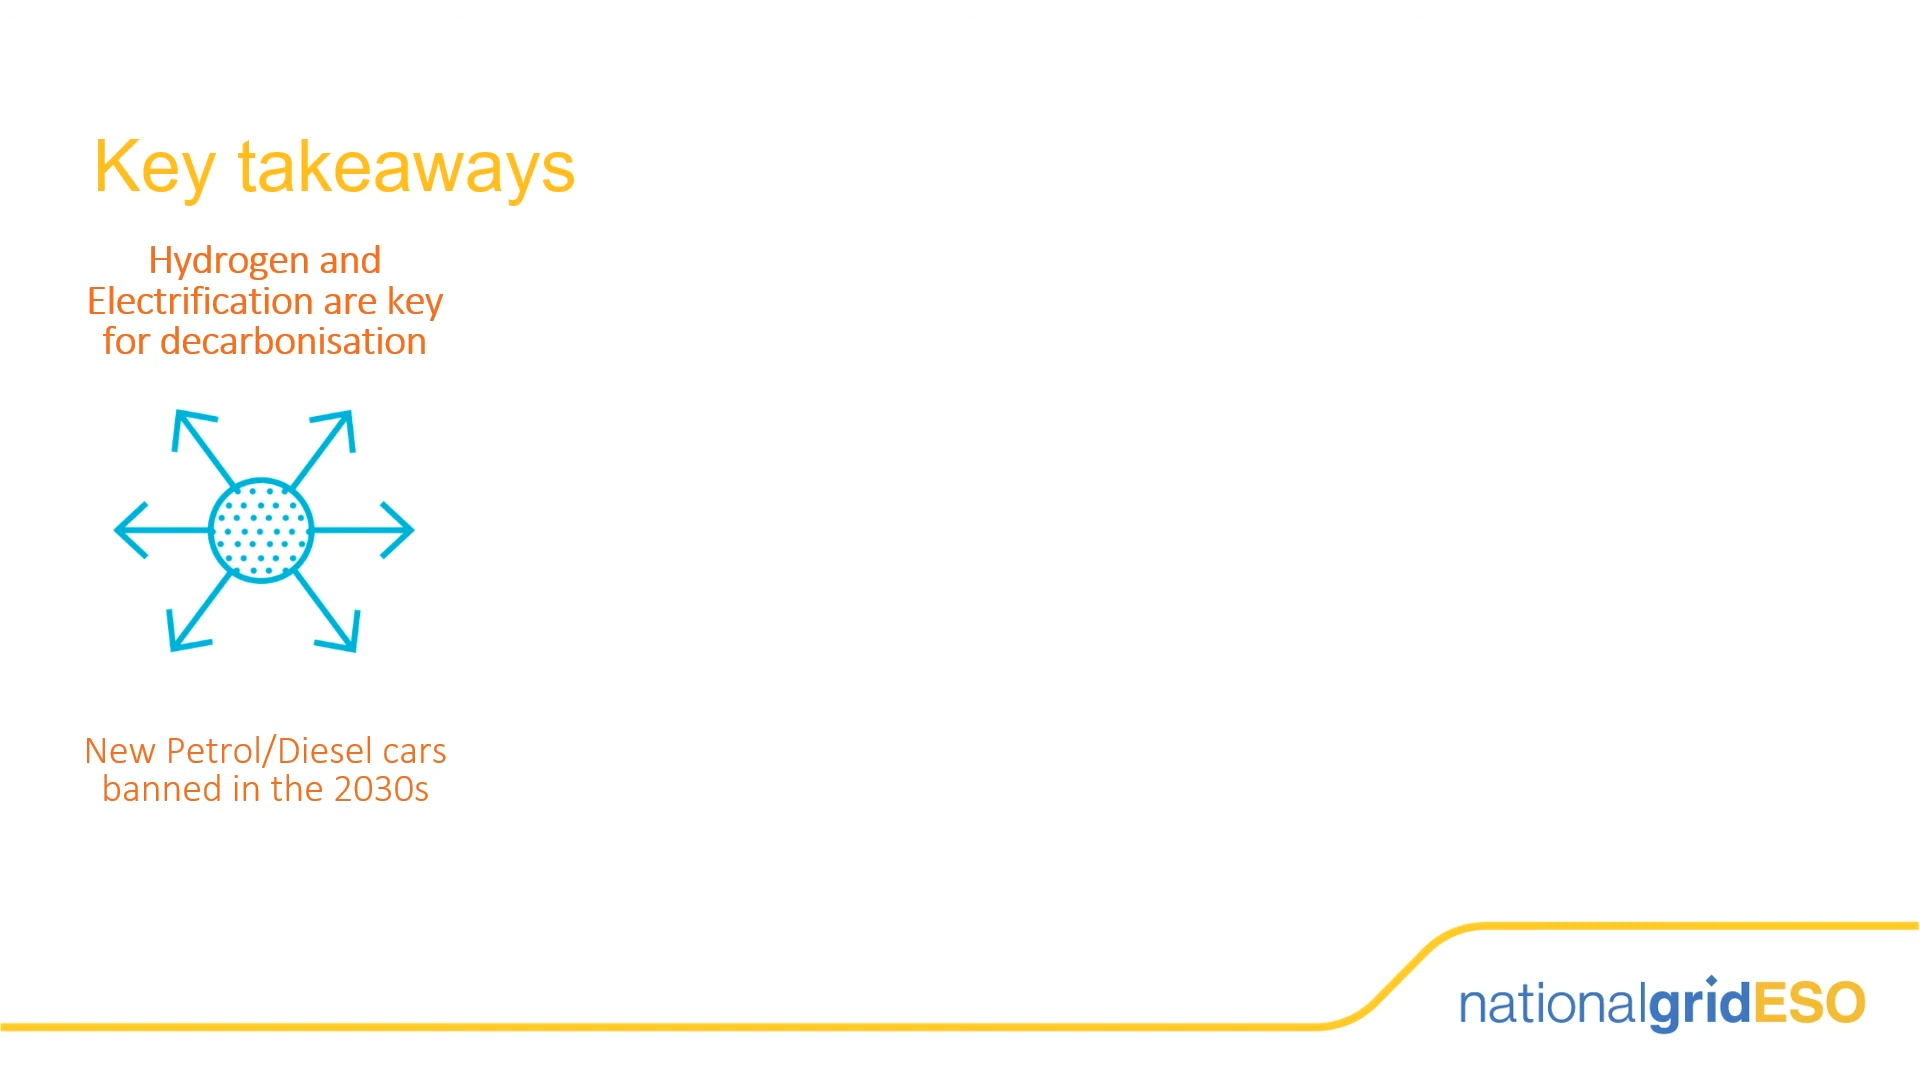 Key takeaways
Hydrogen and
Electrification are key
for decarbonisation
New Petrol/Diesel cars
banned in the 2030s
nationalgridESO